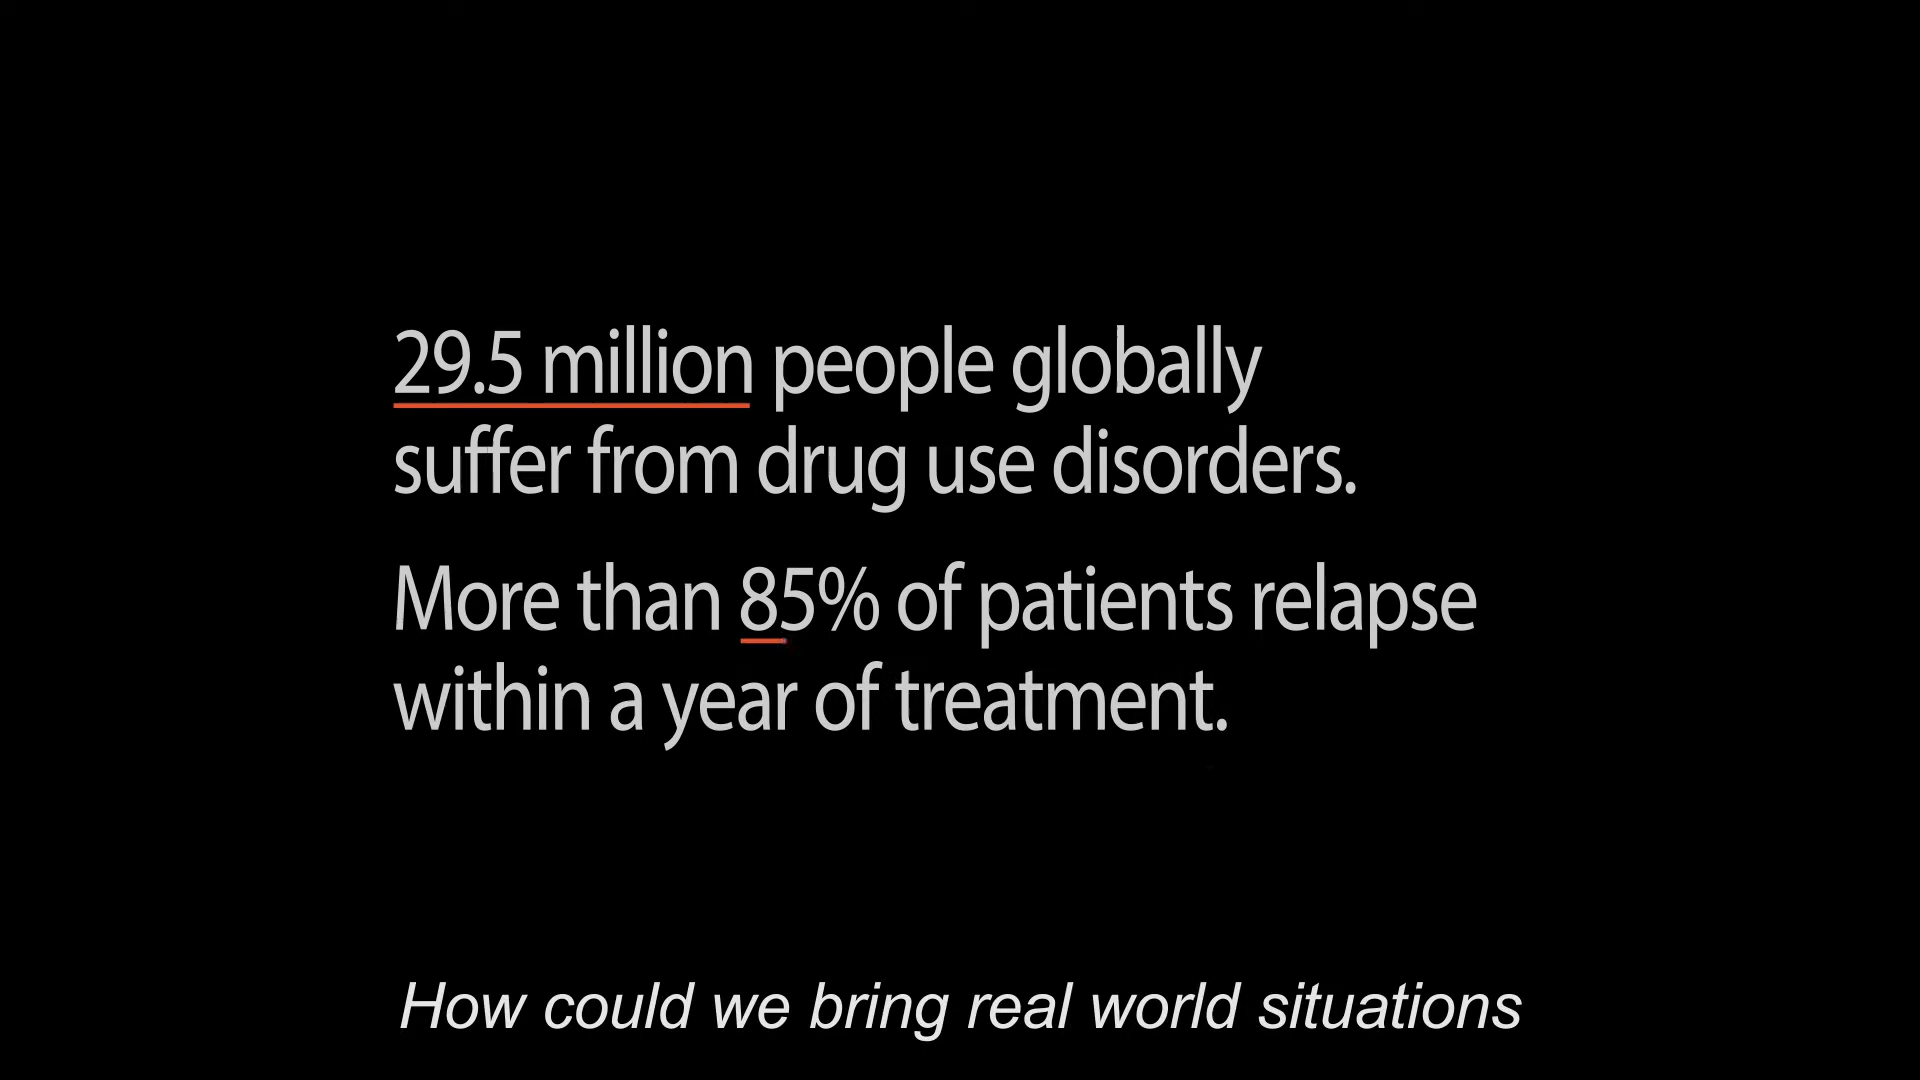 29.5 million people globally
suffer from drug use disorders.
More than 85% of patients relapse
within a year of treatment.
How could we bring real world situations